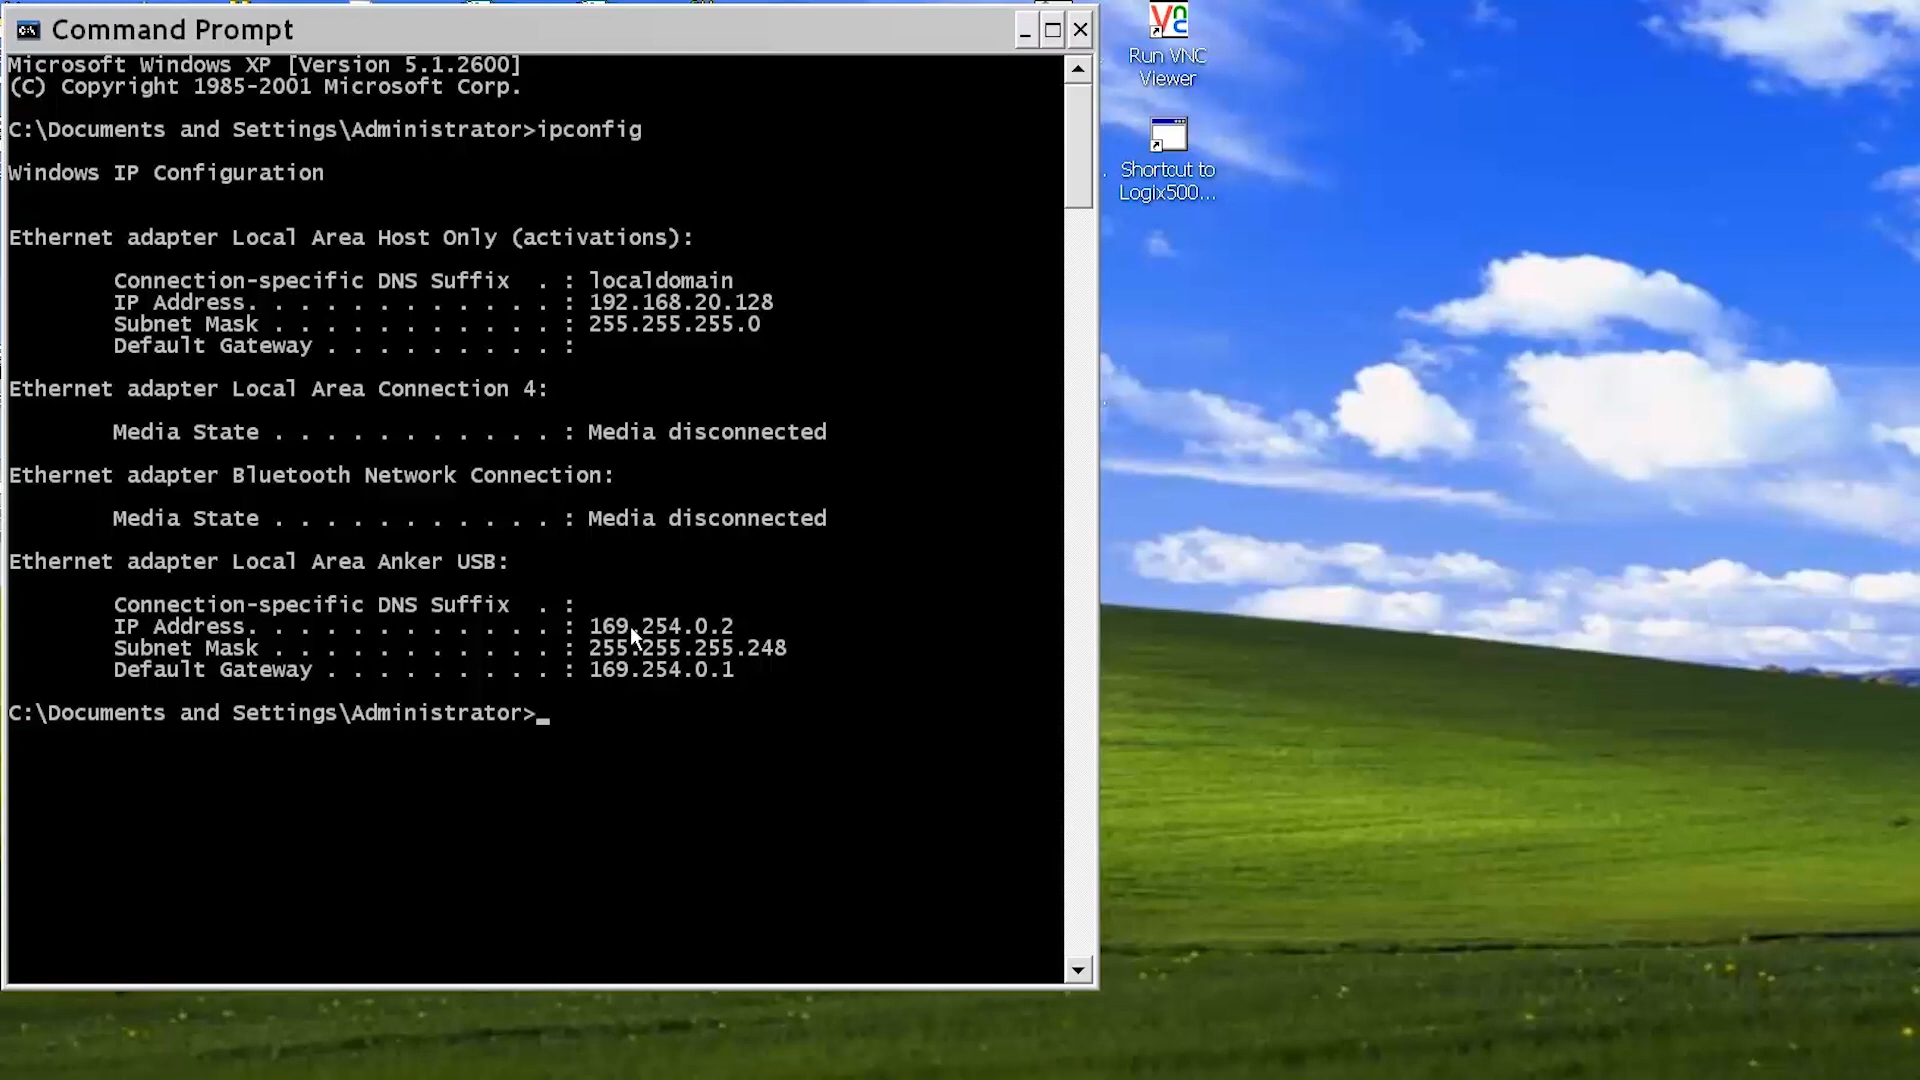 Command Prompt
Microsoft Windows XP [Version 5.1.2600]
(C) Copyright 1985-2001 Microsoft Corp.
C:\Documents and Settings\Administrator>ipconfig
Windows IP Configuration
Ethernet adapter Local Area Host Only (activations):
Connection-specific DNS Suffix . : localdomain
IP Address. . . . . . . . . . . . : 192.168.20.128
Subnet Mask . . . . . . . . . . . : 255.255.255.0
Default Gateway . . . . . . . . . :
Ethernet adapter Local Area Connection 4:
Media State . . . . . . . . . . . : Media disconnected
Ethernet adapter Bluetooth Network Connection:
Media State . . . . . . . . . . . : Media disconnected
Ethernet adapter Local Area Anker USB:
Connection-specific DNS Suffix . :
IP Address. . . . . . . . . . . . : 169.254.0.2
Subnet Mask . . . . . . . . . . . : 255.255.255.248
Default Gateway . . . . . . . . . : 169.254.0.1
C:\Documents and Settings\Administrator>_
Run VNC
Viewer
Shortcut to
Logix500...